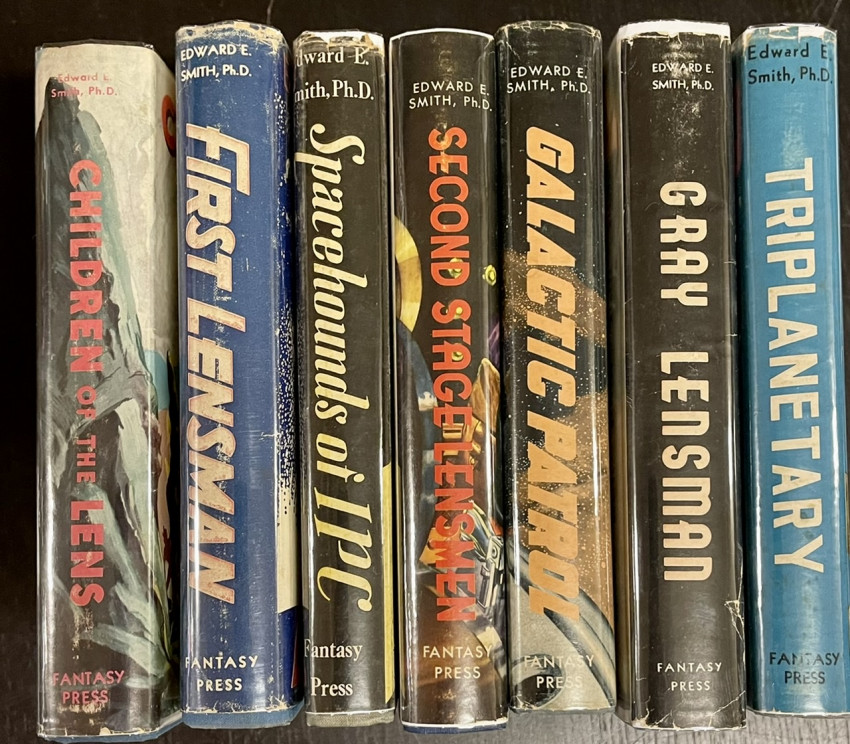 Edward E.
Smith, Ph.D.
CHILDREN OF THE LENS
FANTASY
PRESS
EDWARD E.
SMITH, Ph.D.
FIRST LENSMAN
FANTASY
PRESS
dward E.
mith, Ph.D.
Spacehounds of IPC
Fantasy
Press
EDWARD E.
SMITH, Ph.D.
SECOND STAGE LENSMEN
FANTASY
PRESS
EDWARD E.
SMITH, Ph.D.
GALACTIC PATROL
FANTASY
PRESS
EDWARD E.
SMITH, Ph.D.
GRAY LENSMAN
FANTASY
PRESS
Edward E.
Smith, Ph.D.
TRIPLANETARY
FANTASY
PRESS